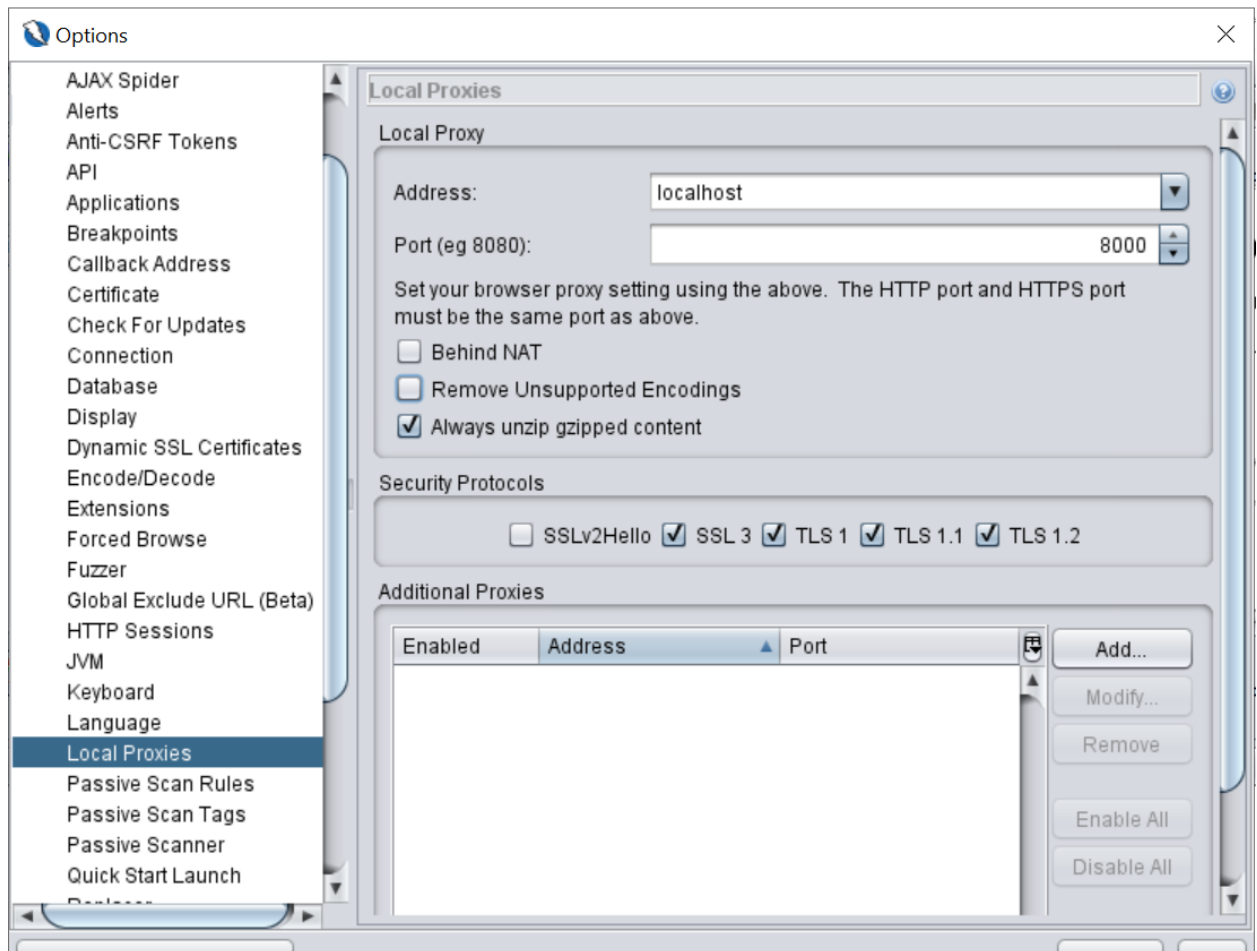 Options
AJAX Spider
Alerts
Anti-CSRF Tokens
API
Applications
Breakpoints
Callback Address
Certificate
Check For Updates
Connection
Database
Display
Dynamic SSL Certificates
Encode/Decode
Extensions
Forced Browse
Fuzzer
Global Exclude URL (Beta)
HTTP Sessions
JVM
Keyboard
Language
Local Proxies
Passive Scan Rules
Passive Scan Tags
Passive Scanner
Quick Start Launch
Local Proxies
Local Proxy
Address: localhost
Port (eg 8080): 8000
Set your browser proxy setting using the above. The HTTP port and HTTPS port
must be the same port as above.
Behind NAT
Remove Unsupported Encodings
Always unzip gzipped content
Security Protocols
SSLv2Hello SSL 3 TLS 1 TLS 1.1 TLS 1.2
Additional Proxies
Enabled Address Port
Add...
Modify...
Remove
Enable All
Disable All